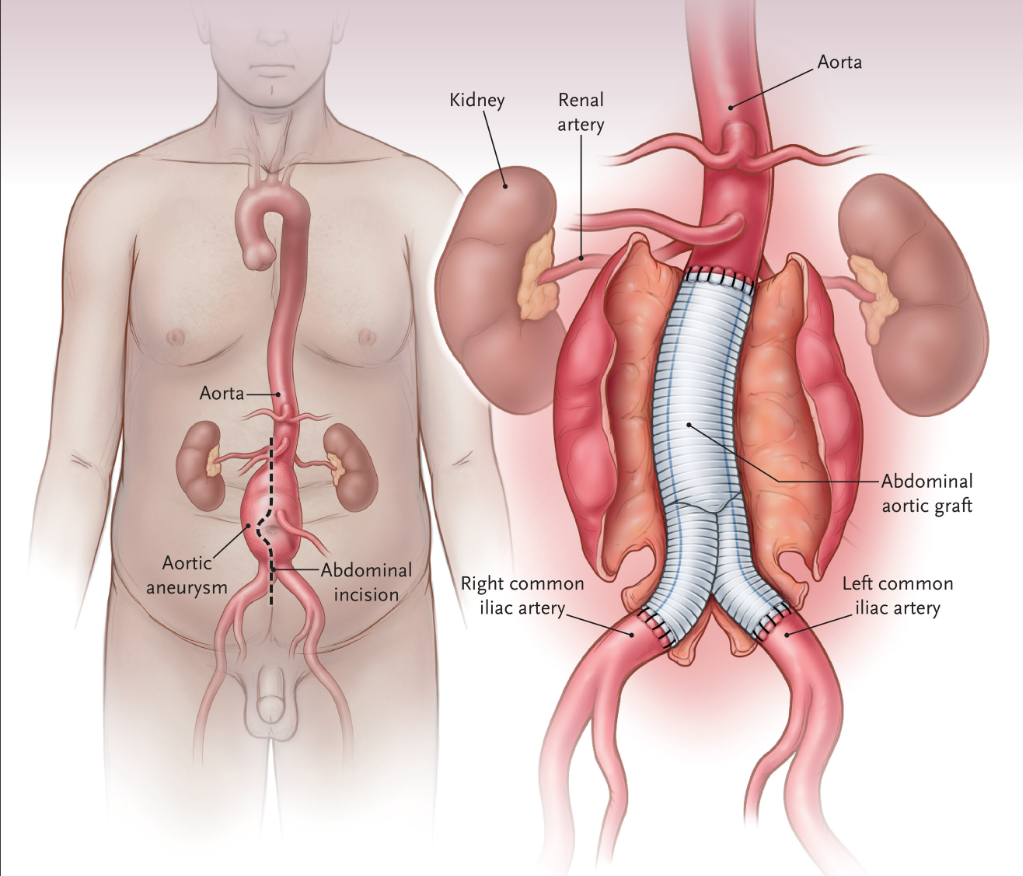 Aorta
Aortic
aneurysm
Abdominal
incision
Kidney
Renal
artery
Aorta
Abdominal
aortic graft
Right common
iliac artery
Left common
iliac artery